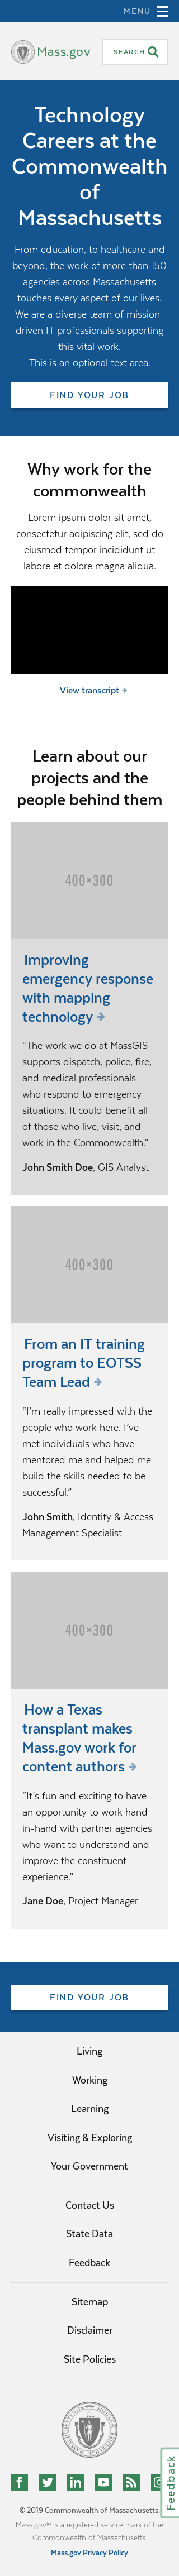 MENU
Mass.gov
SEARCH
Technology
Careers at the
Commonwealth
of
Massachusetts
From education, to healthcare and
beyond, the work of more than 150
agencies across Massachusetts
touches every aspect of our lives.
We are a diverse team of mission-
driven IT professionals supporting
this vital work.
This is an optional text area.
FIND YOUR JOB
Why work for the
commonwealth
Lorem ipsum dolor sit amet,
consectetur adipiscing elit, sed do
eiusmod tempor incididunt ut
labore et dolore magna aliqua.
View transcript
Learn about our
projects and the
people behind them
400×300
Improving
emergency response
with mapping
technology
“The work we do at MassGIS
supports dispatch, police, fire,
and medical professionals
who respond to emergency
situations. It could benefit all
of those who live, visit, and
work in the Commonwealth.”
John Smith Doe, GIS Analyst
400×300
From an IT training
program to EOTSS
Team Lead
“I’m really impressed with the
people who work here. I’ve
met individuals who have
mentored me and helped me
build the skills needed to be
successful.”
John Smith, Identity & Access
Management Specialist
400×300
How a Texas
transplant makes
Mass.gov work for
content authors
“It’s fun and exciting to have
an opportunity to work hand-
in-hand with partner agencies
who want to understand and
improve the constituent
experience.”
Jane Doe, Project Manager
FIND YOUR JOB
Living
Working
Learning
Visiting & Exploring
Your Government
Contact Us
State Data
Feedback
Sitemap
Disclaimer
Site Policies
Feedback
© 2019 Commonwealth of Massachusetts.
Mass.gov® is a registered service mark of the
Commonwealth of Massachusetts.
Mass.gov Privacy Policy